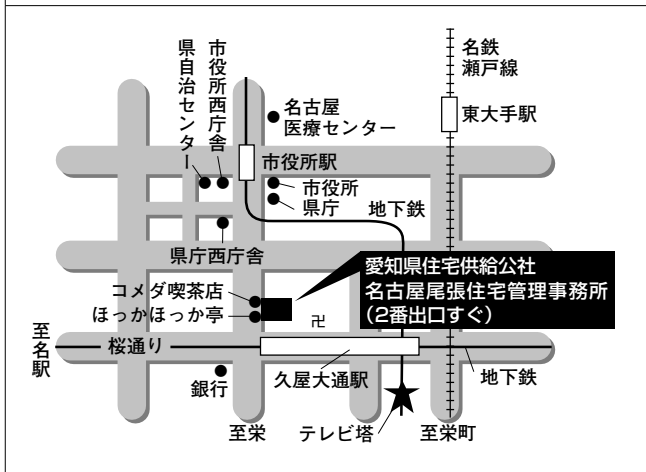 名鉄
瀬戸線
市役所西庁舎
県自治センター
名古屋
医療センター
東大手駅
市役所駅
市役所
県庁
地下鉄
県庁西庁舎
愛知県住宅供給公社
名古屋尾張住宅管理事務所
(2番出口すぐ)
コメダ喫茶店
ほっかほっか亭
卍
至名駅
桜通り
久屋大通駅
地下鉄
銀行
至栄
テレビ塔
至栄町